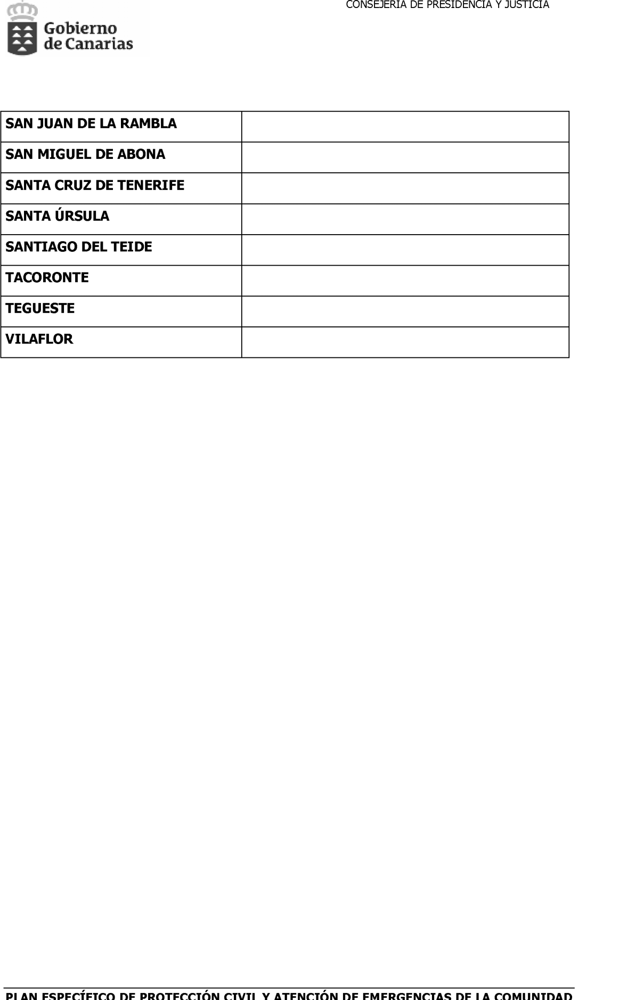 CONSEJERÍA DE PRESIDENCIA Y JUSTICIA
Gobierno
de Canarias
SAN JUAN DE LA RAMBLA
SAN MIGUEL DE ABONA
SANTA CRUZ DE TENERIFE
SANTA ÚRSULA
SANTIAGO DEL TEIDE
TACORONTE
TEGUESTE
VILAFLOR
PLAN ESPECÍFICO DE PROTECCIÓN CIVIL Y ATENCIÓN DE EMERGENCIAS DE LA COMUNIDAD